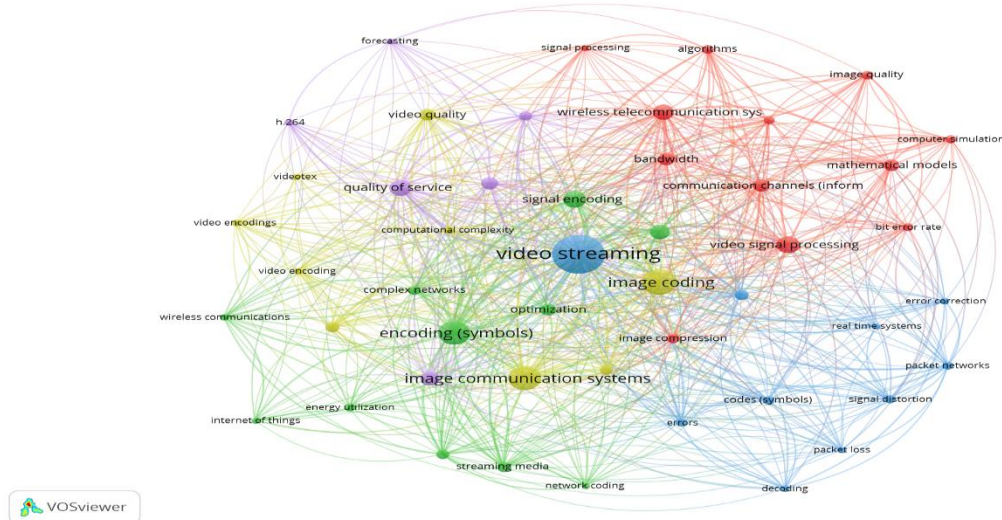 forecasting
signal processing
algorithms
image quality
h.264
video quality
wireless telecommunication sys
computer simulation
videotex
quality of service
bandwidth
mathematical models
communication channels (inform
signal encoding
video encodings
computational complexity
bit error rate
video signal processing
video streaming
video encoding
image coding
complex networks
error correction
wireless communications
optimization
real time systems
encoding (symbols)
image compression
packet networks
image communication systems
energy utilization
codes (symbols)
signal distortion
internet of things
errors
packet loss
streaming media
network coding
decoding
VOSviewer